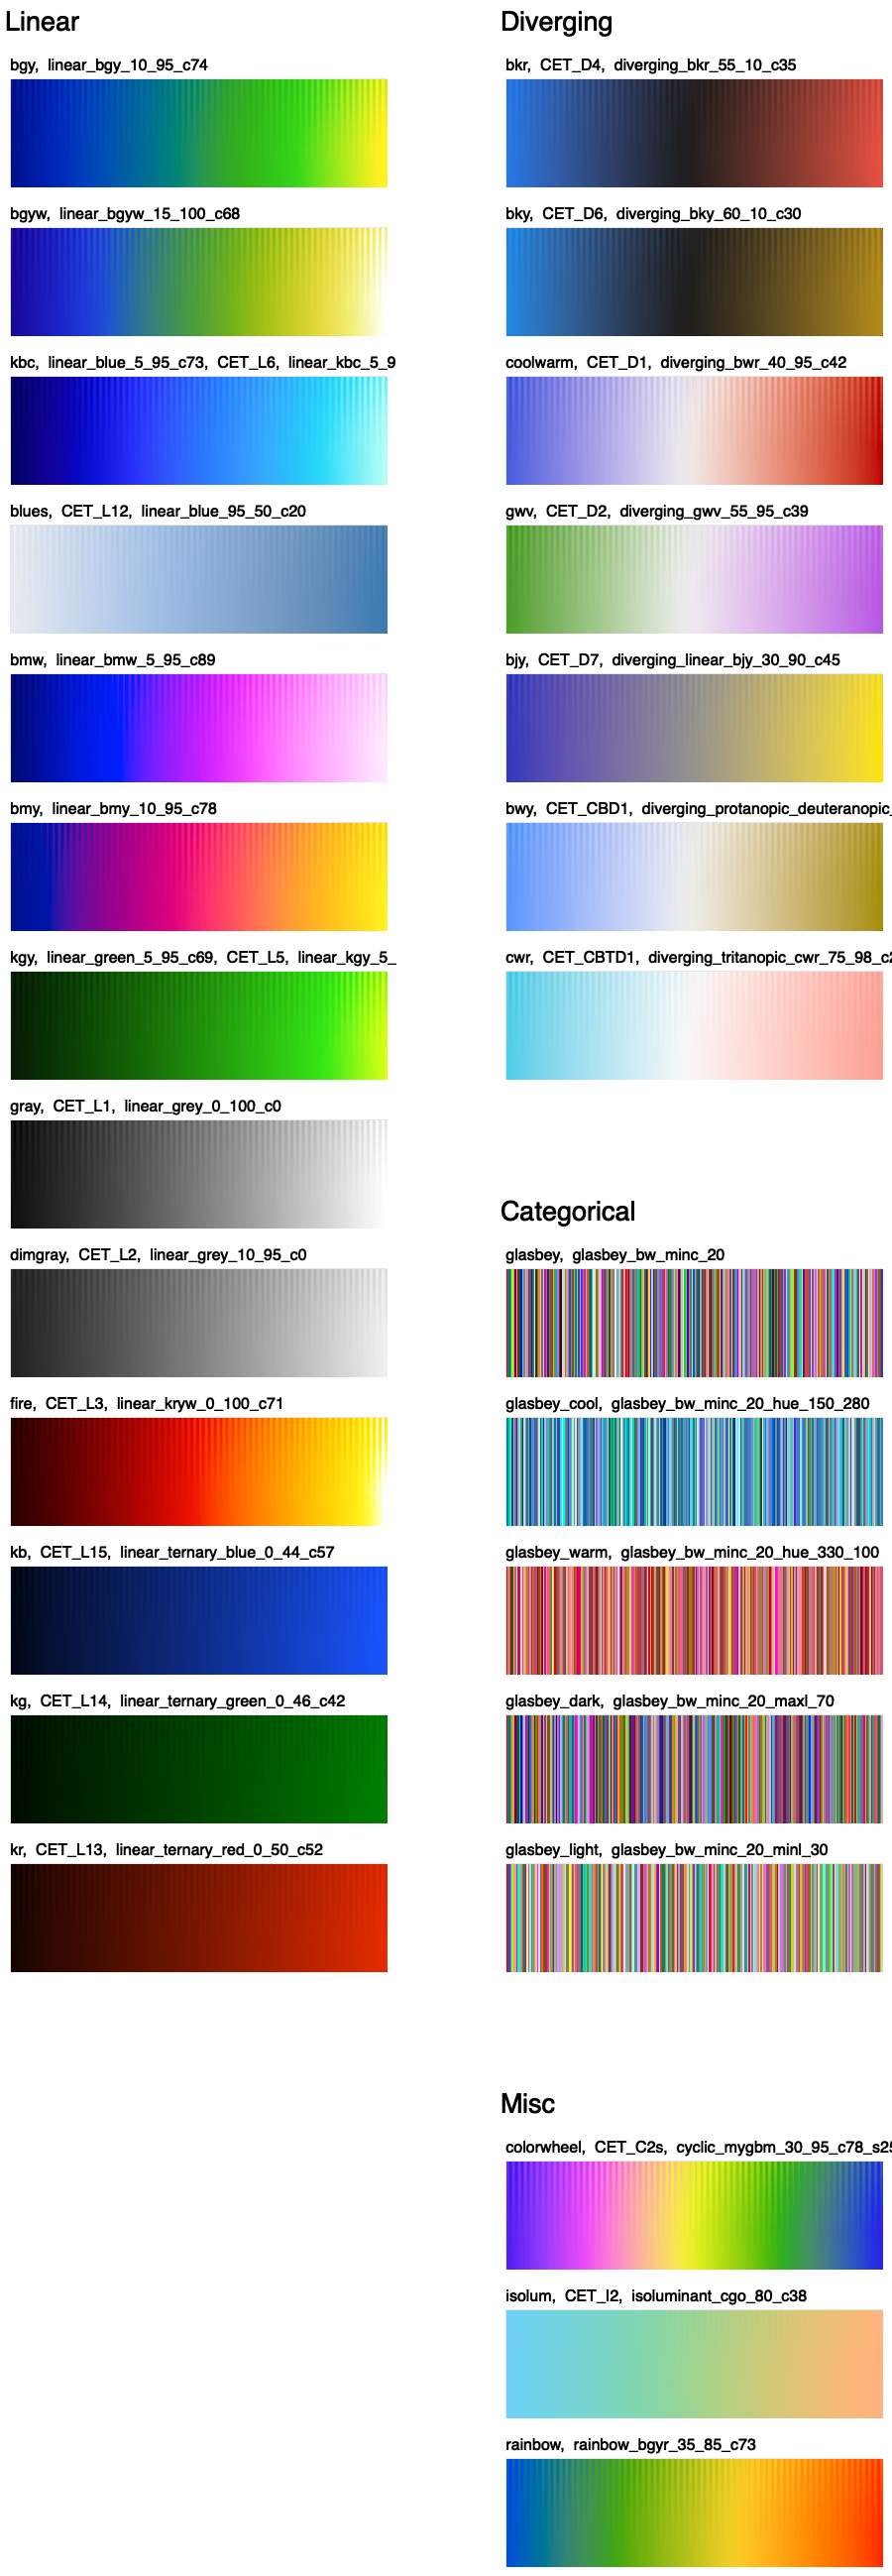 Linear
bgy, linear_bgy_10_95_c74
bgyw, linear_bgyw_15_100_c68
kbc, linear_blue_5_95_c73, CET_L6, linear_kbc_5_9
blues, CET_L12, linear_blue_95_50_c20
bmw, linear_bmw_5_95_c89
bmy, linear_bmy_10_95_c78
kgy, linear_green_5_95_c69, CET_L5, linear_kgy_5_
gray, CET_L1, linear_grey_0_100_c0
dimgray, CET_L2, linear_grey_10_95_c0
fire, CET_L3, linear_kryw_0_100_c71
kb, CET_L15, linear_ternary_blue_0_44_c57
kg, CET_L14, linear_ternary_green_0_46_c42
kr, CET_L13, linear_ternary_red_0_50_c52
Diverging
bkr, CET_D4, diverging_bkr_55_10_c35
bky, CET_D6, diverging_bky_60_10_c30
coolwarm, CET_D1, diverging_bwr_40_95_c42
gwv, CET_D2, diverging_gwv_55_95_c39
bjy, CET_D7, diverging_linear_bjy_30_90_c45
bwy, CET_CBD1, diverging_protanopic_deuteranopic_
cwr, CET_CBTD1, diverging_tritanopic_cwr_75_98_c2
Categorical
glasbey, glasbey_bw_minc_20
glasbey_cool, glasbey_bw_minc_20_hue_150_280
glasbey_warm, glasbey_bw_minc_20_hue_330_100
glasbey_dark, glasbey_bw_minc_20_maxl_70
glasbey_light, glasbey_bw_minc_20_minl_30
Misc
colorwheel, CET_C2s, cyclic_mygbm_30_95_c78_s25
isolum, CET_I2, isoluminant_cgo_80_c38
rainbow, rainbow_bgyr_35_85_c73